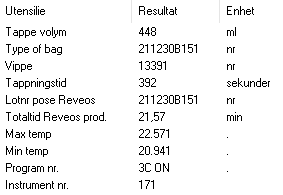 Utensilie Resultat Enhet
Tappe volym 448 ml
Type of bag 211230B151 nr
Vippe 13391 nr
Tappningstid 392 sekunder
Lotnr pose Reveos 211230B151 nr
Totaltid Reveos prod. 21,57 min
Max temp 22.571 .
Min temp 20.941 .
Program nr. 3C ON .
Instrument nr. 171